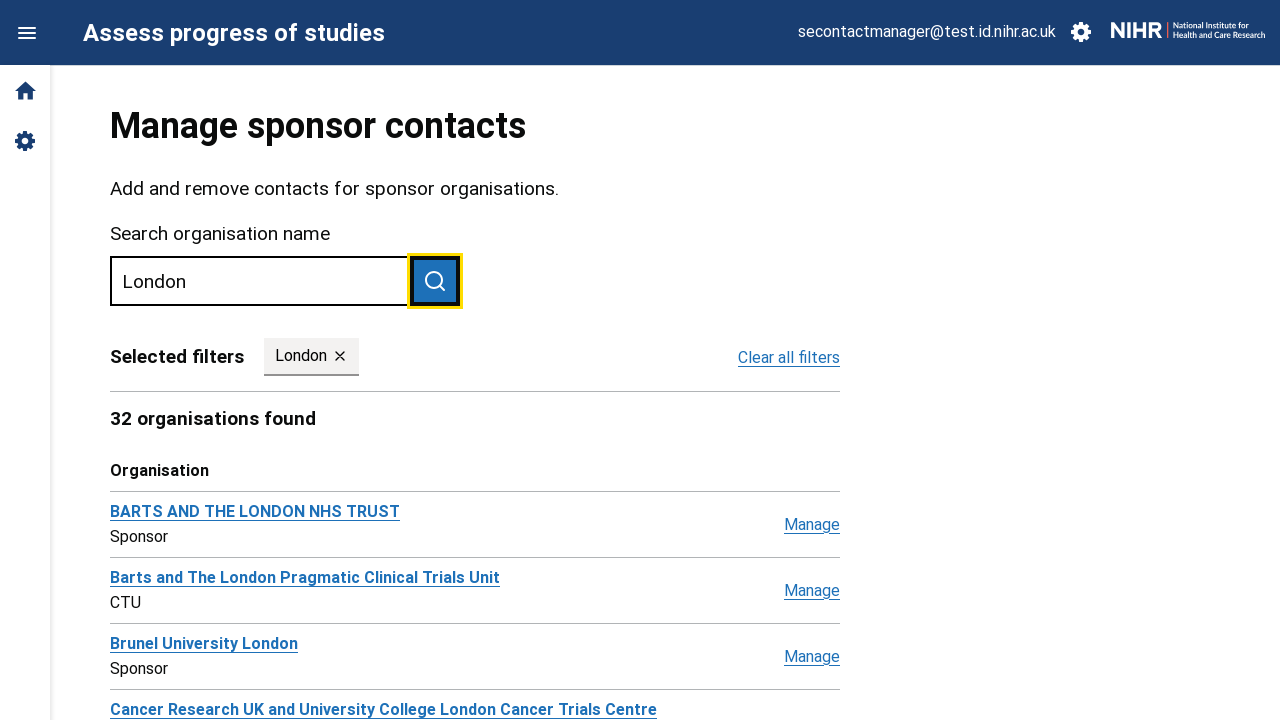 Assess progress of studies
secontactmanager@test.id.nihr.ac.uk
NIHR
National Institute for
Health and Care Research
Manage sponsor contacts
Add and remove contacts for sponsor organisations.
Search organisation name
London
Selected filters
London
Clear all filters
32 organisations found
Organisation
BARTS AND THE LONDON NHS TRUST
Sponsor
Manage
Barts and The London Pragmatic Clinical Trials Unit
CTU
Manage
Brunel University London
Sponsor
Manage
Cancer Research UK and University College London Cancer Trials Centre